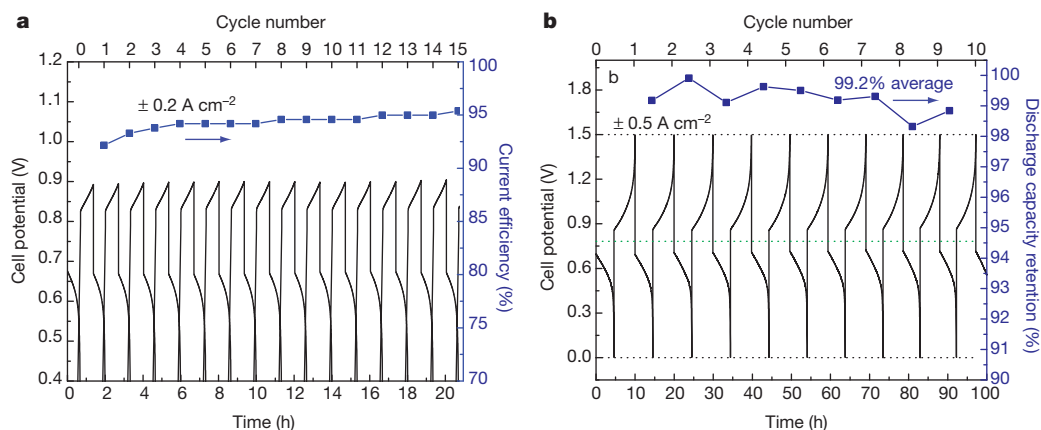 a
Cycle number
0 1 2 3 4 5 6 7 8 9 10 11 12 13 14 15
1.2
1.1
1.0
0.9
0.8
0.7
0.6
0.5
0.4
Cell potential (V)
± 0.2 A cm–2
100
95
90
85
80
75
70
Current efficiency (%)
0 2 4 6 8 10 12 14 16 18 20
Time (h)
b
Cycle number
0 1 2 3 4 5 6 7 8 9 10
b
1.8
1.5
1.2
0.9
0.6
0.3
0.0
Cell potential (V)
99.2% average
± 0.5 A cm–2
100
99
98
97
96
95
94
93
92
91
90
Discharge capacity
retention (%)
0 10 20 30 40 50 60 70 80 90 100
Time (h)